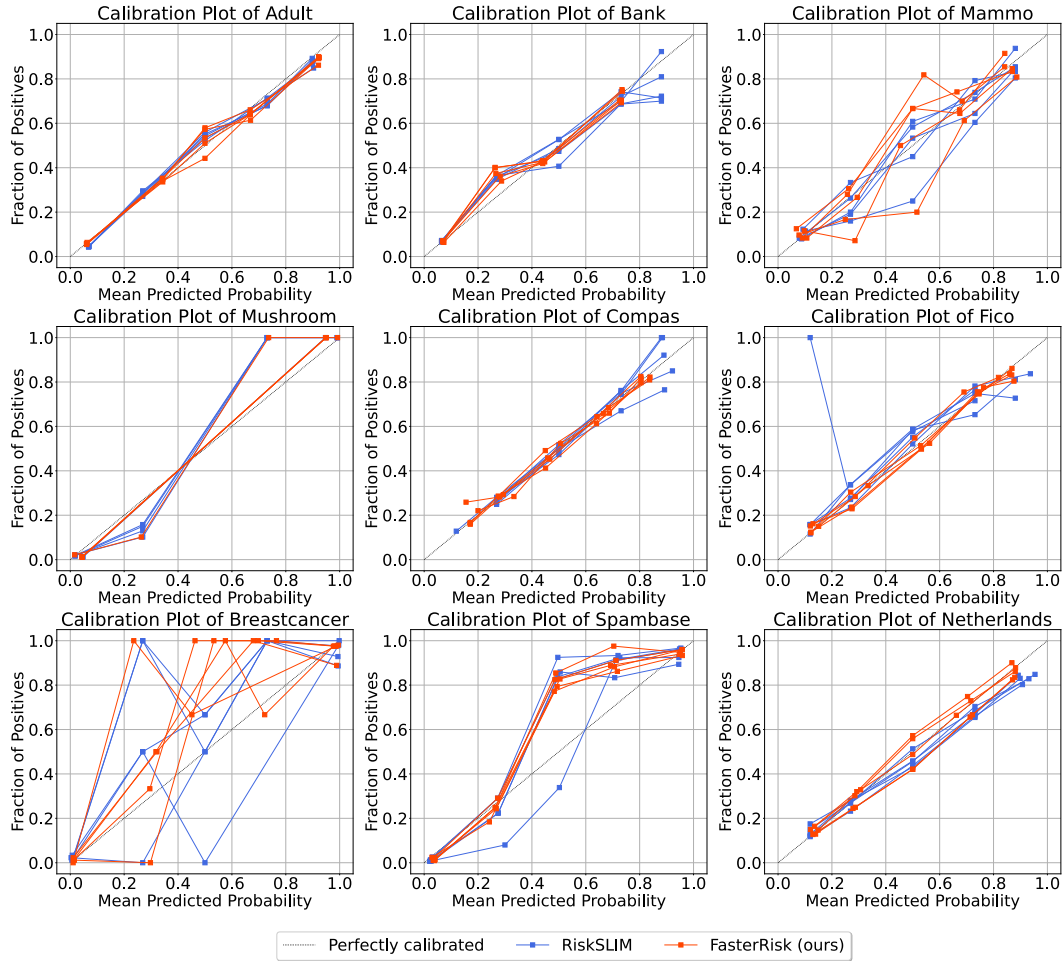 Calibration Plot of Adult
Fraction of Positives
1.0
0.8
0.6
0.4
0.2
0.0
0.0 0.2 0.4 0.6 0.8 1.0
Mean Predicted Probability
Calibration Plot of Bank
Fraction of Positives
1.0
0.8
0.6
0.4
0.2
0.0
0.0 0.2 0.4 0.6 0.8 1.0
Mean Predicted Probability
Calibration Plot of Mammo
Fraction of Positives
1.0
0.8
0.6
0.4
0.2
0.0
0.0 0.2 0.4 0.6 0.8 1.0
Mean Predicted Probability
Calibration Plot of Mushroom
Fraction of Positives
1.0
0.8
0.6
0.4
0.2
0.0
0.0 0.2 0.4 0.6 0.8 1.0
Mean Predicted Probability
Calibration Plot of Compas
Fraction of Positives
1.0
0.8
0.6
0.4
0.2
0.0
0.0 0.2 0.4 0.6 0.8 1.0
Mean Predicted Probability
Calibration Plot of Fico
Fraction of Positives
1.0
0.8
0.6
0.4
0.2
0.0
0.0 0.2 0.4 0.6 0.8 1.0
Mean Predicted Probability
Calibration Plot of Breastcancer
Fraction of Positives
1.0
0.8
0.6
0.4
0.2
0.0
0.0 0.2 0.4 0.6 0.8 1.0
Mean Predicted Probability
Calibration Plot of Spambase
Fraction of Positives
1.0
0.8
0.6
0.4
0.2
0.0
0.0 0.2 0.4 0.6 0.8 1.0
Mean Predicted Probability
Calibration Plot of Netherlands
Fraction of Positives
1.0
0.8
0.6
0.4
0.2
0.0
0.0 0.2 0.4 0.6 0.8 1.0
Mean Predicted Probability
Perfectly calibrated RiskSLIM FasterRisk (ours)